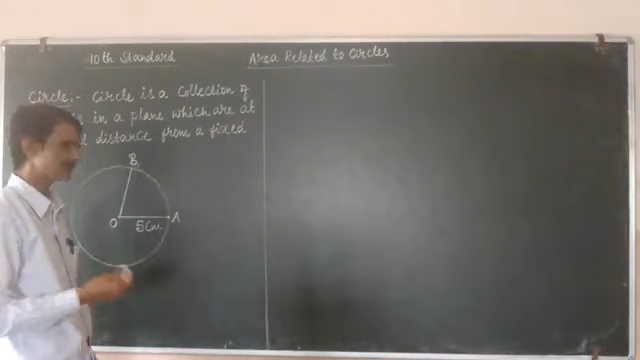 10th Standard
Area Related to Circles
Circle:- Circle is a Collection of
in a plane which are at
distance from a fixed
B
O
A
5cm